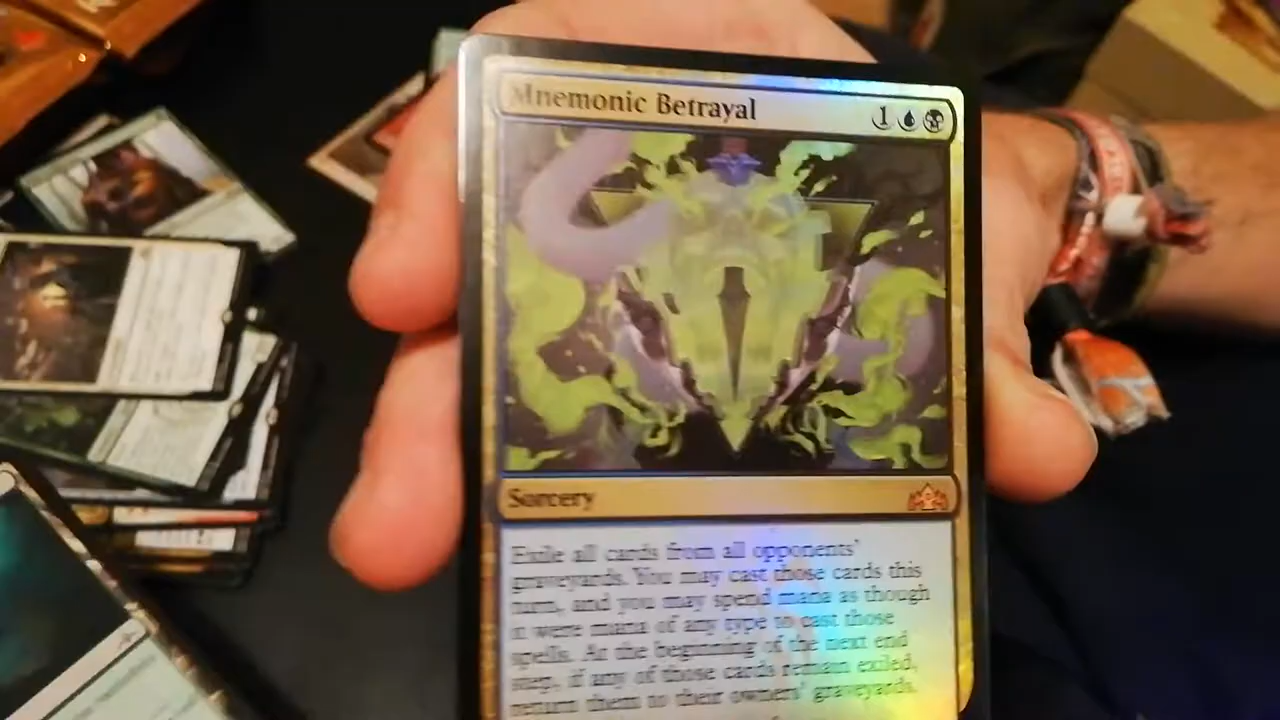 Mnemonic Betrayal
1
Sorcery
Exile all cards from all opponents'
graveyards. You may cast those cards this
turn, and you may spend mana as though
it were mana of any type to cast those
spells. At the beginning of the next end
step, if any of those cards remain exiled,
return them to their owners' graveyards.